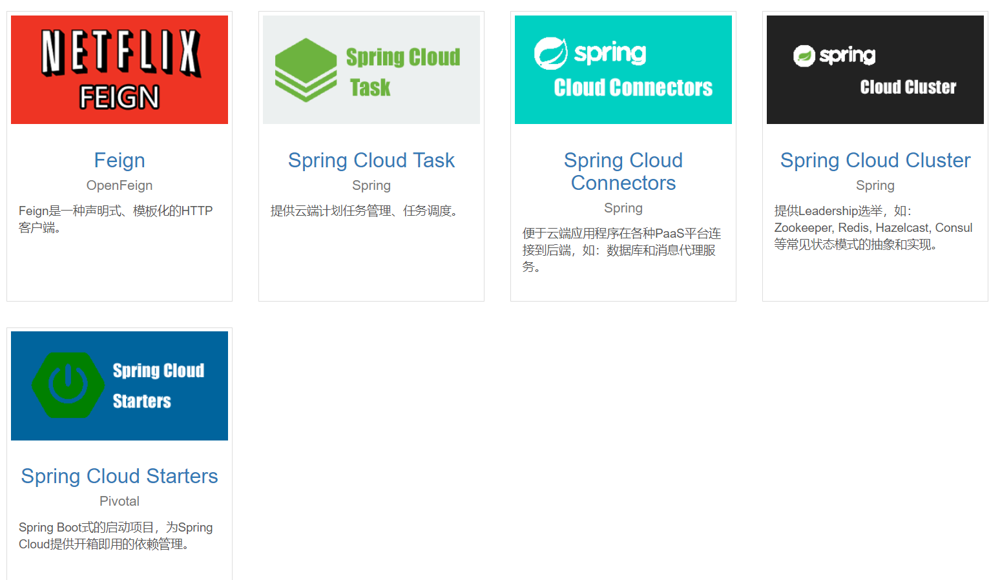 NETFLIX
FEIGN
Feign
OpenFeign
Feign是一种声明式、模板化的HTTP
客户端。
Spring Cloud
Task
Spring Cloud Task
Spring
提供云端计划任务管理、任务调度。
spring
Cloud Connectors
Spring Cloud
Connectors
Spring
便于云端应用程序在各种PaaS平台连
接到后端，如：数据库和消息代理服
务。
spring
Cloud Cluster
Spring Cloud Cluster
Spring
提供Leadership选举，如：
Zookeeper, Redis, Hazelcast, Consul
等常见状态模式的抽象和实现。
Spring Cloud
Starters
Spring Cloud Starters
Pivotal
Spring Boot式的启动项目，为Spring
Cloud提供开箱即用的依赖管理。